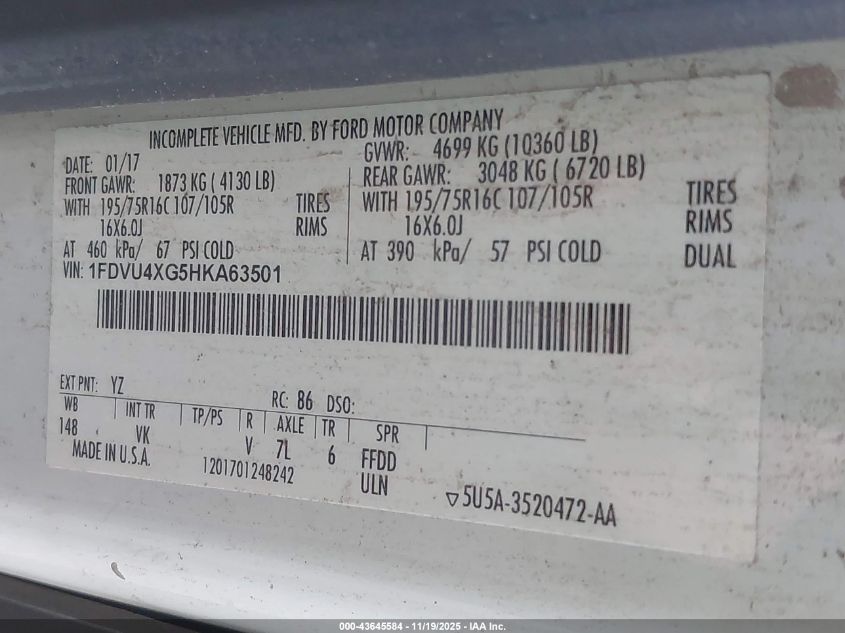 INCOMPLETE VEHICLE MFD. BY FORD MOTOR COMPANY
DATE: 01/17
GVWR: 4699 KG (10360 LB)
FRONT GAWR: 1873 KG ( 4130 LB)
REAR GAWR: 3048 KG ( 6720 LB)
WITH 195/75R16C 107/105R TIRES
WITH 195/75R16C 107/105R TIRES
16X6.0J RIMS
16X6.0J RIMS
AT 460 kPa/ 67 PSI COLD
AT 390 kPa/ 57 PSI COLD DUAL
VIN: 1FDVU4XG5HKA63501
EXT PNT: YZ RC: 86 DSO:
WB INT TR TP/PS R AXLE TR SPR
148 VK V 7L 6 FFDD
MADE IN U.S.A. 1201701248242 ULN
▽5U5A-3520472-AA
000-43645584 - 11/19/2025 - IAA Inc.